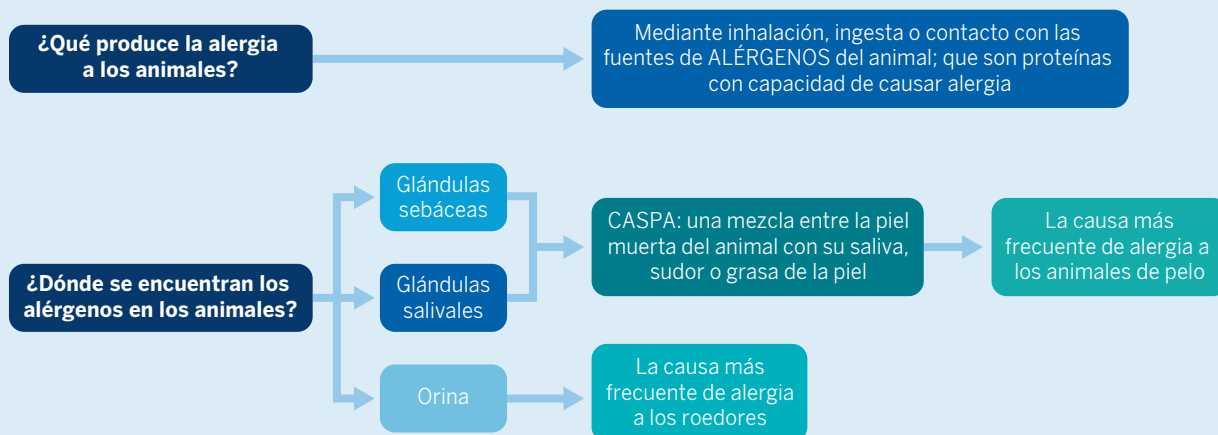 ¿Qué produce la alergia
a los animales?
Mediante inhalación, ingesta o contacto con las
fuentes de ALÉRGENOS del animal; que son proteínas
con capacidad de causar alergia
¿Dónde se encuentran los
alérgenos en los animales?
Glándulas
sebáceas
Glándulas
salivales
CASPA: una mezcla entre la piel
muerta del animal con su saliva,
sudor o grasa de la piel
La causa más
frecuente de alergia a
los animales de pelo
Orina
La causa más
frecuente de alergia
a los roedores